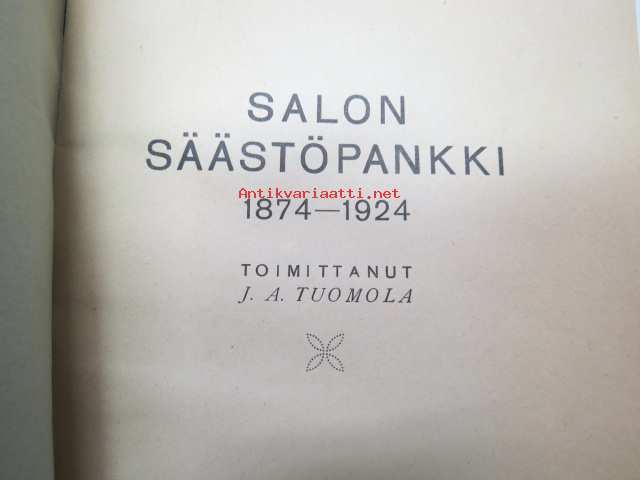 SALON
SÄÄSTÖPANKKI
Antikvariaatti.net
1874—1924
TOIMITTANUT
J. A. TUOMOLA